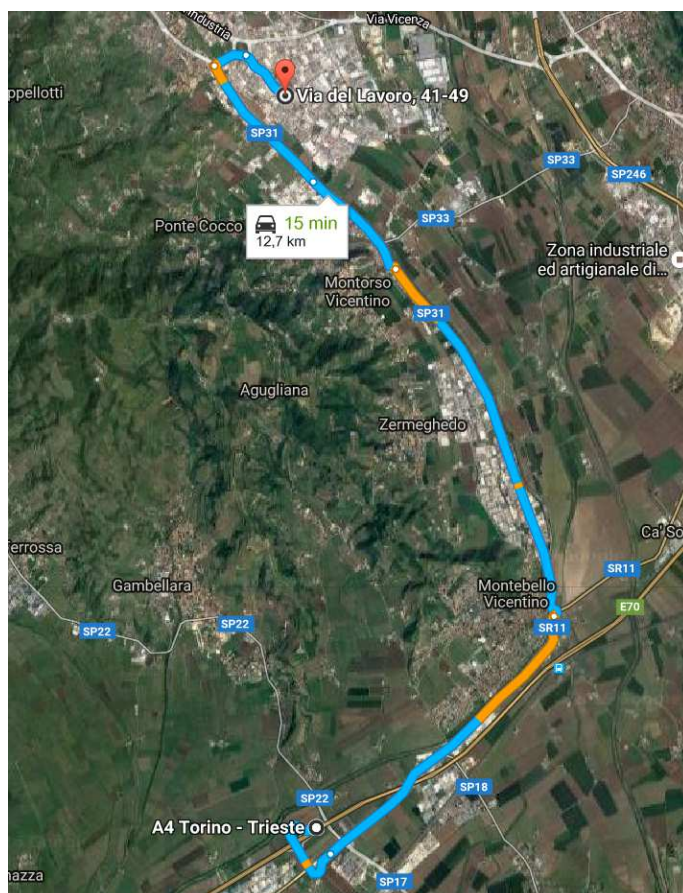 Industria
Via Vicenza
ppellotti
Via del Lavoro, 41-49
SP31
SP33
SP246
15 min
12,7 km
Ponte Cocco
SP33
Zona industriale
ed artigianale di...
Montorso
Vicentino
SP31
Agugliana
Zermeghedo
Ca' So
errossa
Gambellara
SR11
Montebello
Vicentino
E70
SP22
SP22
SR11
SP18
SP22
A4 Torino - Trieste
SP17
nazza